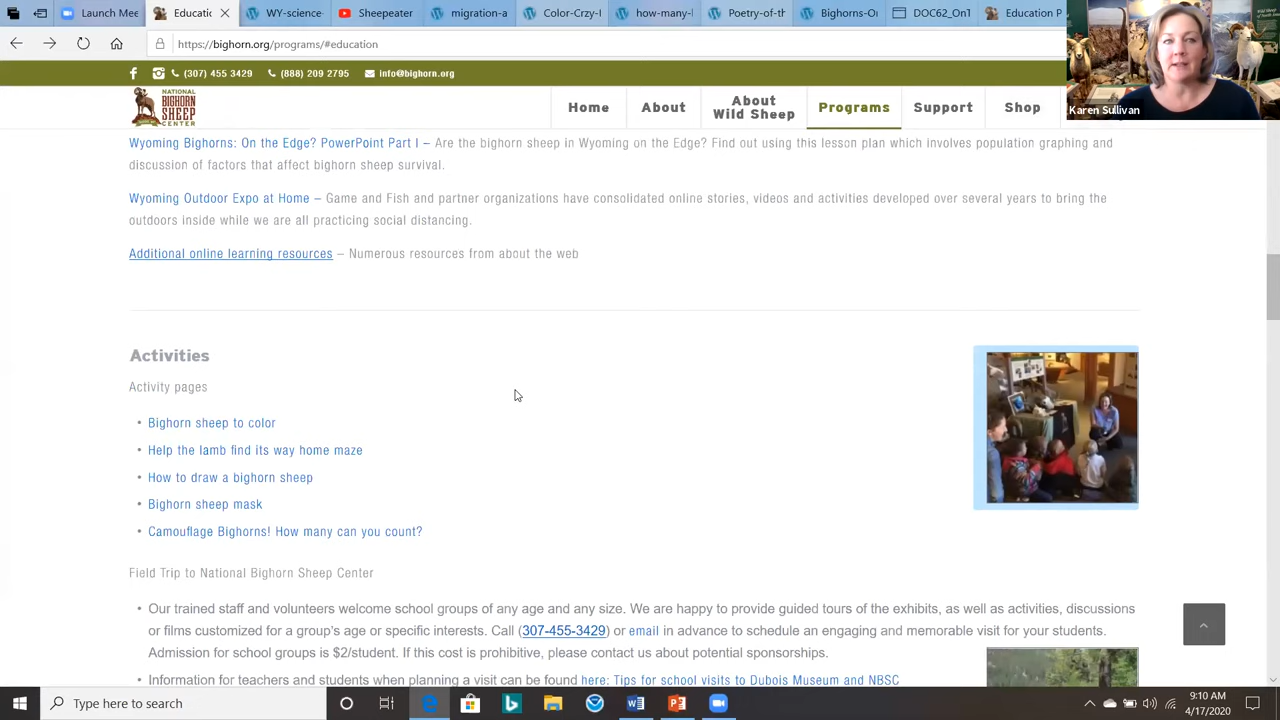 Education
WY-science
Sheepeater
migration-a
Color-Crzy-l
how-many-l
Poetry-of-tr
Bighorns-Or
DOC62_On1
Education P
https://bighorn.org/programs/#education
(307) 455 3429
(888) 209 2795
info@bighorn.org
NATIONAL
BIGHORN
SHEEP
CENTER
Home
About
About
Wild Sheep
Programs
Support
Shop
Karen Sullivan
Wyoming Bighorns: On the Edge? PowerPoint Part I – Are the bighorn sheep in Wyoming on the Edge? Find out using this lesson plan which involves population graphing and
discussion of factors that affect bighorn sheep survival.
Wyoming Outdoor Expo at Home – Game and Fish and partner organizations have consolidated online stories, videos and activities developed over several years to bring the
outdoors inside while we are all practicing social distancing.
Additional online learning resources – Numerous resources from about the web
Activities
Activity pages
• Bighorn sheep to color
• Help the lamb find its way home maze
• How to draw a bighorn sheep
• Bighorn sheep mask
• Camouflage Bighorns! How many can you count?
Field Trip to National Bighorn Sheep Center
• Our trained staff and volunteers welcome school groups of any age and any size. We are happy to provide guided tours of the exhibits, as well as activities, discussions
or films customized for a group's age or specific interests. Call (307-455-3429) or email in advance to schedule an engaging and memorable visit for your students.
Admission for school groups is $2/student. If this cost is prohibitive, please contact us about potential sponsorships.
• Information for teachers and students when planning a visit can be found here: Tips for school visits to Dubois Museum and NBSC
Type here to search
9:10 AM
4/17/2020